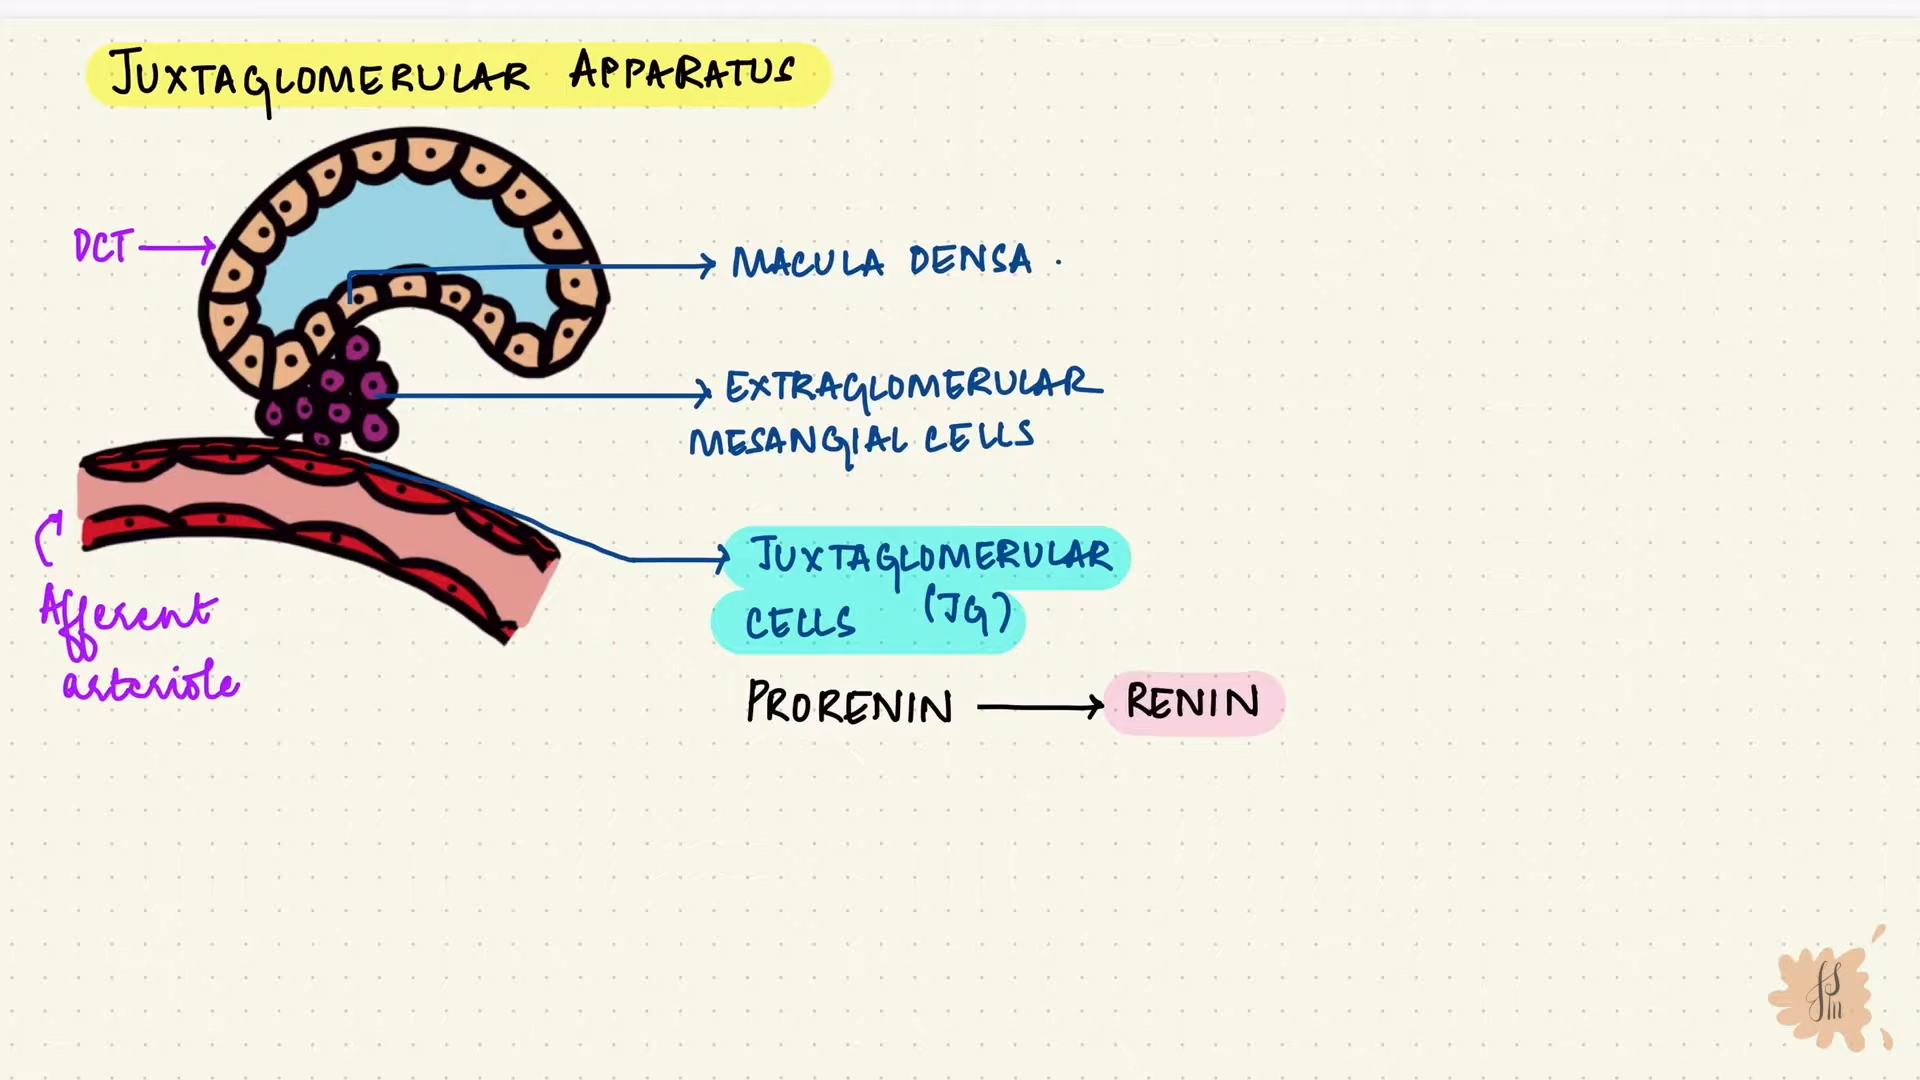 JUXTAGLOMERULAR APPARATUS
DCT
MACULA DENSA
EXTRAGLOMERULAR
MESANGIAL CELLS
JUXTAGLOMERULAR
CELLS (JG)
Afferent
arteriole
PRORENIN → RENIN